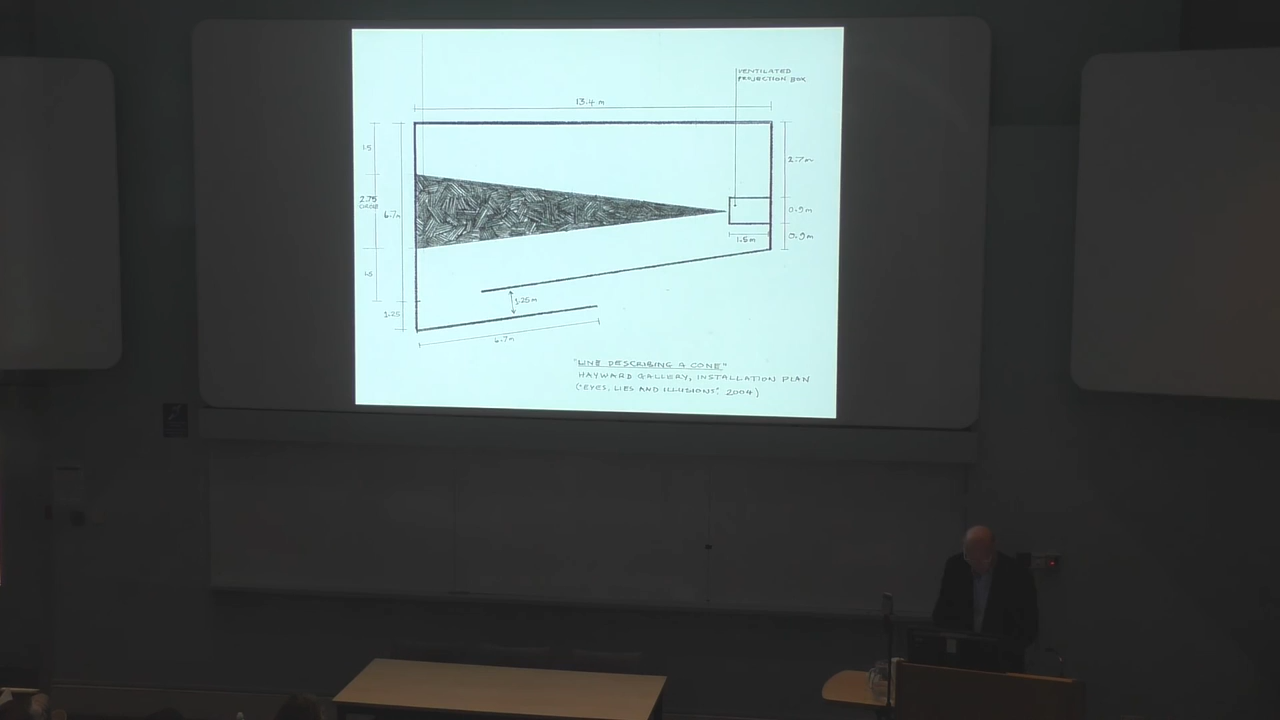 VENTILATED
PROJECTION BOX
13.4 m
1.5
2.7m
2.75
6.7m
0.9m
1.5m
0.9m
1.5
1.25m
1.25
6.7m
"LINE DESCRIBING A CONE"
HAYWARD GALLERY, INSTALLATION PLAN
("EYES, LIES AND ILLUSIONS". 2004)